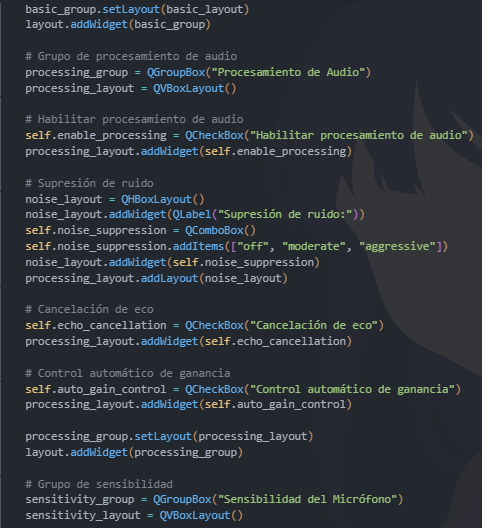 basic_group.setLayout(basic_layout)
layout.addWidget(basic_group)
# Grupo de procesamiento de audio
processing_group = QGroupBox("Procesamiento de Audio")
processing_layout = QVBoxLayout()
# Habilitar procesamiento de audio
self.enable_processing = QCheckBox("Habilitar procesamiento de audio")
processing_layout.addWidget(self.enable_processing)
# Supresión de ruido
noise_layout = QHBoxLayout()
noise_layout.addWidget(QLabel("Supresión de ruido:"))
self.noise_suppression = QComboBox()
self.noise_suppression.addItems(["off", "moderate", "aggressive"])
noise_layout.addWidget(self.noise_suppression)
processing_layout.addLayout(noise_layout)
# Cancelación de eco
self.echo_cancellation = QCheckBox("Cancelación de eco")
processing_layout.addWidget(self.echo_cancellation)
# Control automático de ganancia
self.auto_gain_control = QCheckBox("Control automático de ganancia")
processing_layout.addWidget(self.auto_gain_control)
processing_group.setLayout(processing_layout)
layout.addWidget(processing_group)
# Grupo de sensibilidad
sensitivity_group = QGroupBox("Sensibilidad del Micrófono")
sensitivity_layout = QVBoxLayout()